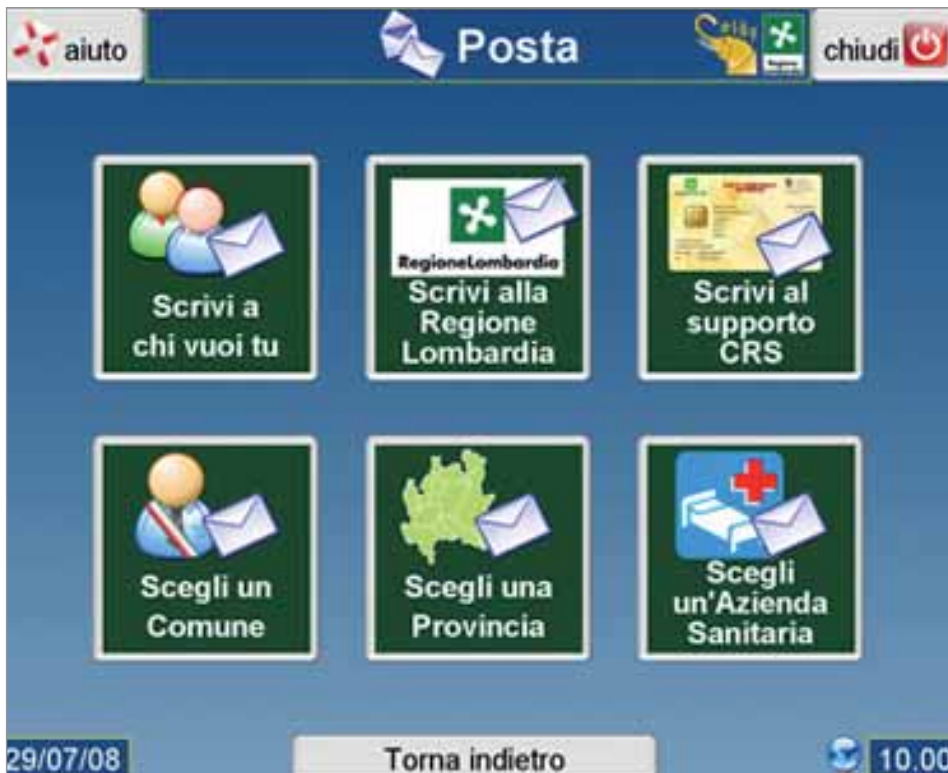 aiuto
Posta
chiudi
Scrivi a
chi vuoi tu
RegioneLombardia
Scrivi alla
Regione
Lombardia
Scrivi al
supporto
CRS
Scegli un
Comune
Scegli una
Provincia
Scegli
un'Azienda
Sanitaria
29/07/08
Torna indietro
10.00